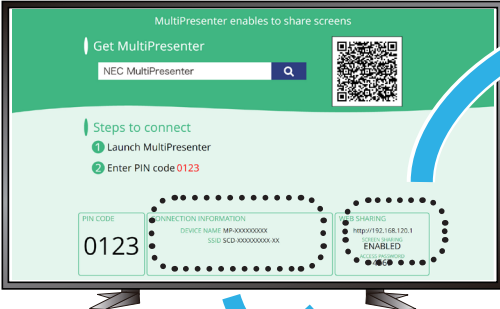 MultiPresenter enables to share screens
Get MultiPresenter
NEC MultiPresenter
Steps to connect
1 Launch MultiPresenter
2 Enter PIN code 0123
PIN CODE
0123
CONNECTION INFORMATION
DEVICE NAME MP-XXXXXXXXX
SSID SCD-XXXXXXXXX-XX
WEB SHARING
http://192.168.120.1
SCREEN SHARING
ENABLED
ACCESS PASSWORD